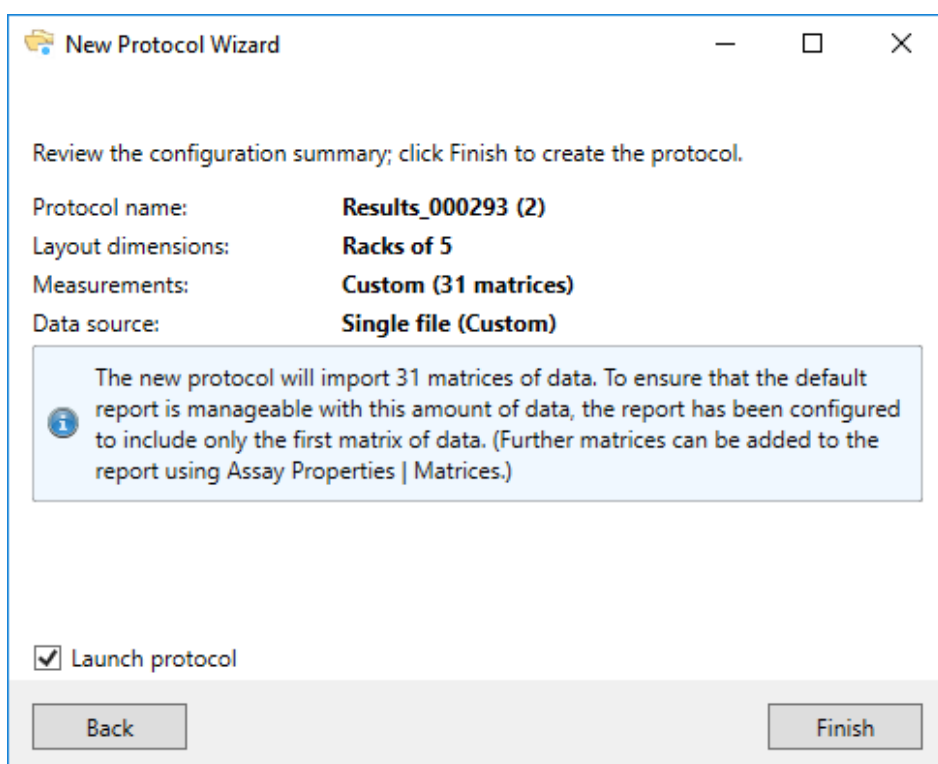 New Protocol Wizard
Review the configuration summary; click Finish to create the protocol.
Protocol name: Results_000293 (2)
Layout dimensions: Racks of 5
Measurements: Custom (31 matrices)
Data source: Single file (Custom)
The new protocol will import 31 matrices of data. To ensure that the default
report is manageable with this amount of data, the report has been configured
to include only the first matrix of data. (Further matrices can be added to the
report using Assay Properties | Matrices.)
Launch protocol
Back Finish